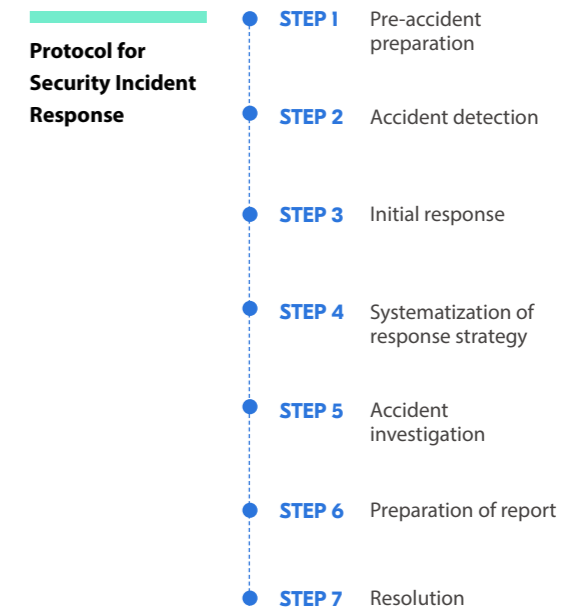 Protocol for
Security Incident
Response
STEP 1 Pre-accident
preparation
STEP 2 Accident detection
STEP 3 Initial response
STEP 4 Systematization of
response strategy
STEP 5 Accident
investigation
STEP 6 Preparation of report
STEP 7 Resolution